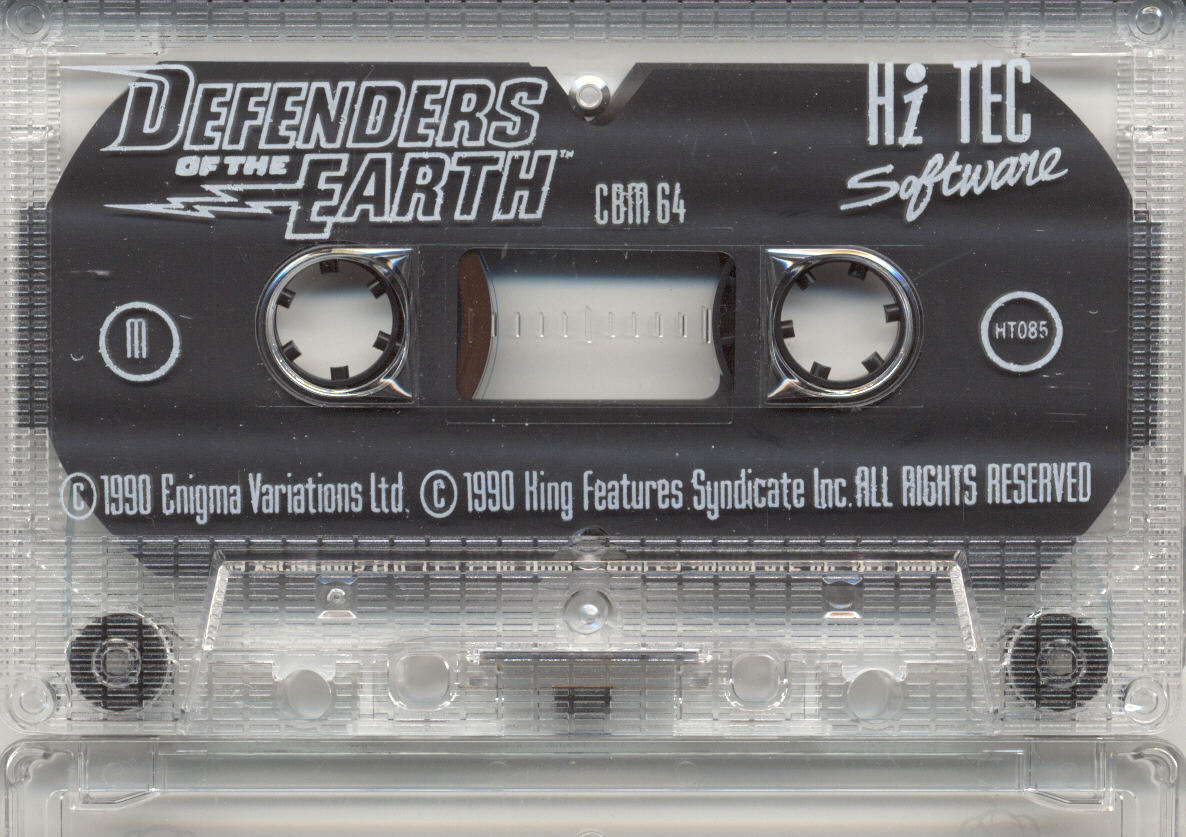 DEFENDERS
OF THE
EARTH™
Hi TEC
Software
CBM 64
M
HT085
© 1990 Enigma Variations Ltd. © 1990 King Features Syndicate Inc. ALL RIGHTS RESERVED